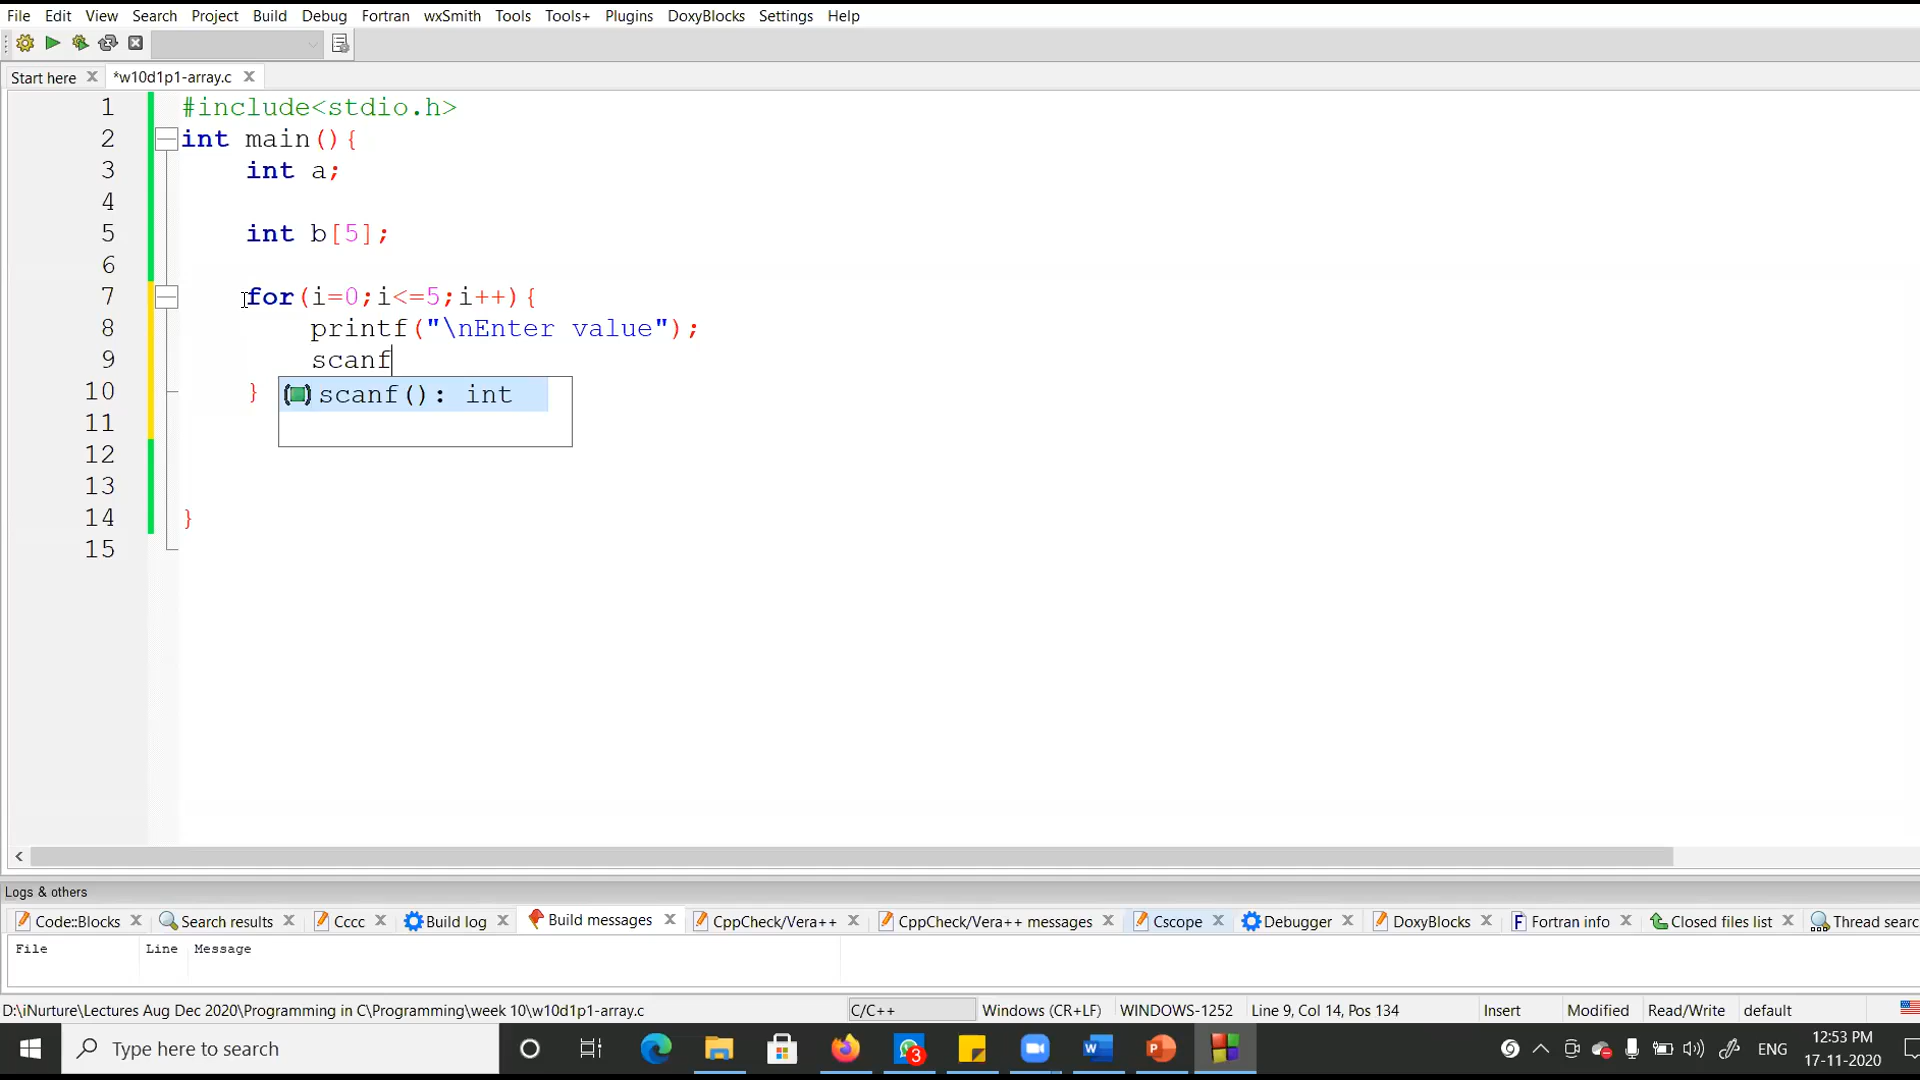 File Edit View Search Project Build Debug Fortran wxSmith Tools Tools+ Plugins DoxyBlocks Settings Help
Start here *w10d1p1-array.c
1 #include<stdio.h>
2 int main(){
3 int a;
4
5 int b[5];
6
7 for(i=0;i<=5;i++){
8 printf("\nEnter value");
9 scanf
10 }
scanf(): int
11
12
13
14 }
15
Logs & others
Code::Blocks Search results Cccc Build log Build messages CppCheck/Vera++ CppCheck/Vera++ messages Cscope Debugger DoxyBlocks Fortran info Closed files list Thread searc
File Line Message
D:\iNurture\Lectures Aug Dec 2020\Programming in C\Programming\week 10\w10d1p1-array.c C/C++ Windows (CR+LF) WINDOWS-1252 Line 9, Col 14, Pos 134 Insert Modified Read/Write default
Type here to search 3 ENG 12:53 PM
17-11-2020